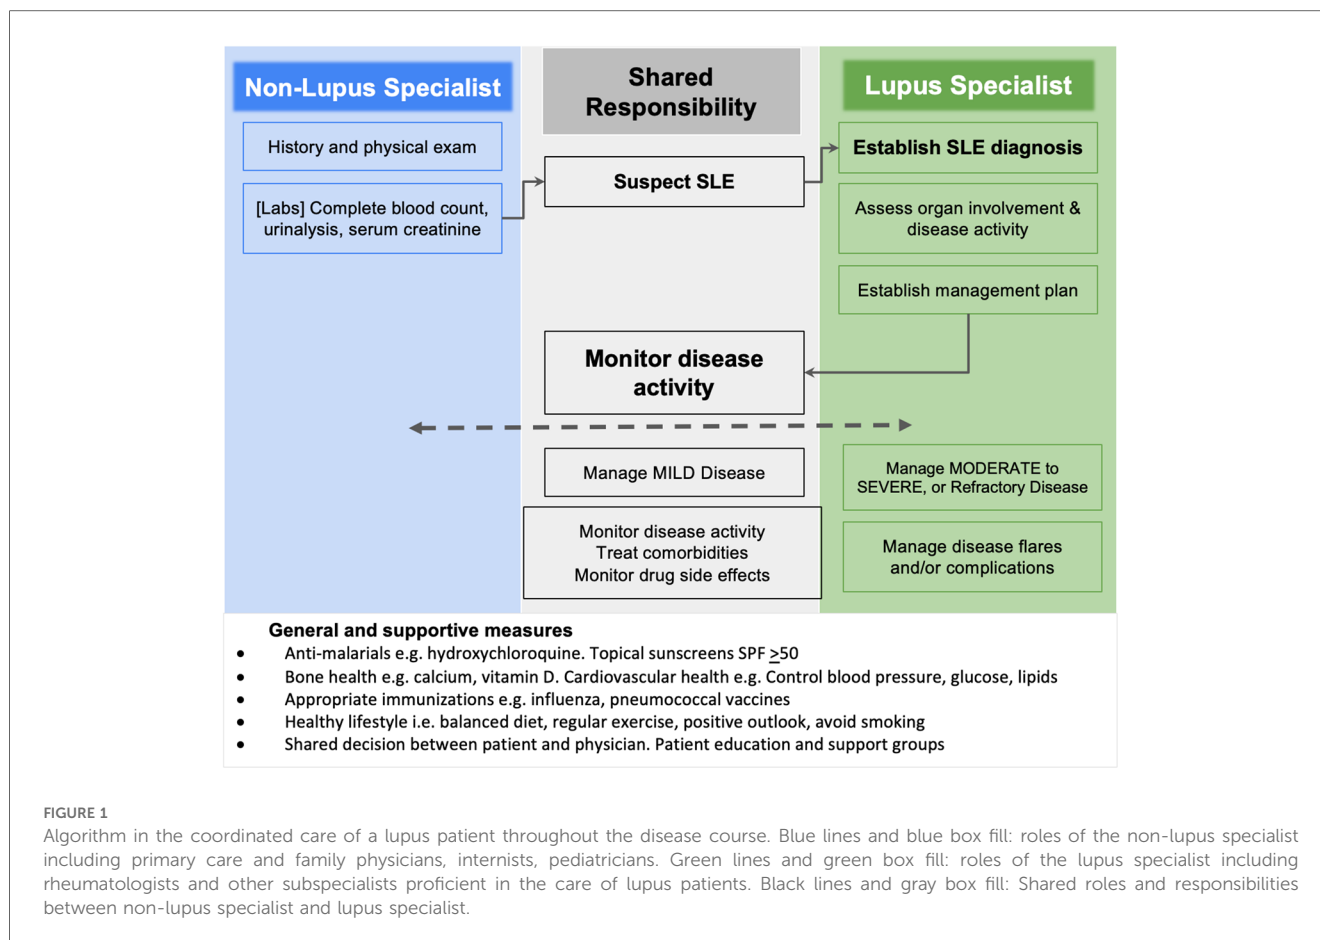 Non-Lupus Specialist
History and physical exam
[Labs] Complete blood count,
urinalysis, serum creatinine
Shared
Responsibility
Suspect SLE
Lupus Specialist
Establish SLE diagnosis
Assess organ involvement &
disease activity
Establish management plan
Monitor disease
activity
Manage MILD Disease
Monitor disease activity
Treat comorbidities
Monitor drug side effects
Manage MODERATE to
SEVERE, or Refractory Disease
Manage disease flares
and/or complications
General and supportive measures
• Anti-malarials e.g. hydroxychloroquine. Topical sunscreens SPF >50
• Bone health e.g. calcium, vitamin D. Cardiovascular health e.g. Control blood pressure, glucose, lipids
• Appropriate immunizations e.g. influenza, pneumococcal vaccines
• Healthy lifestyle i.e. balanced diet, regular exercise, positive outlook, avoid smoking
• Shared decision between patient and physician. Patient education and support groups
FIGURE 1
Algorithm in the coordinated care of a lupus patient throughout the disease course. Blue lines and blue box fill: roles of the non-lupus specialist
including primary care and family physicians, internists, pediatricians. Green lines and green box fill: roles of the lupus specialist including
rheumatologists and other subspecialists proficient in the care of lupus patients. Black lines and gray box fill: Shared roles and responsibilities
between non-lupus specialist and lupus specialist.